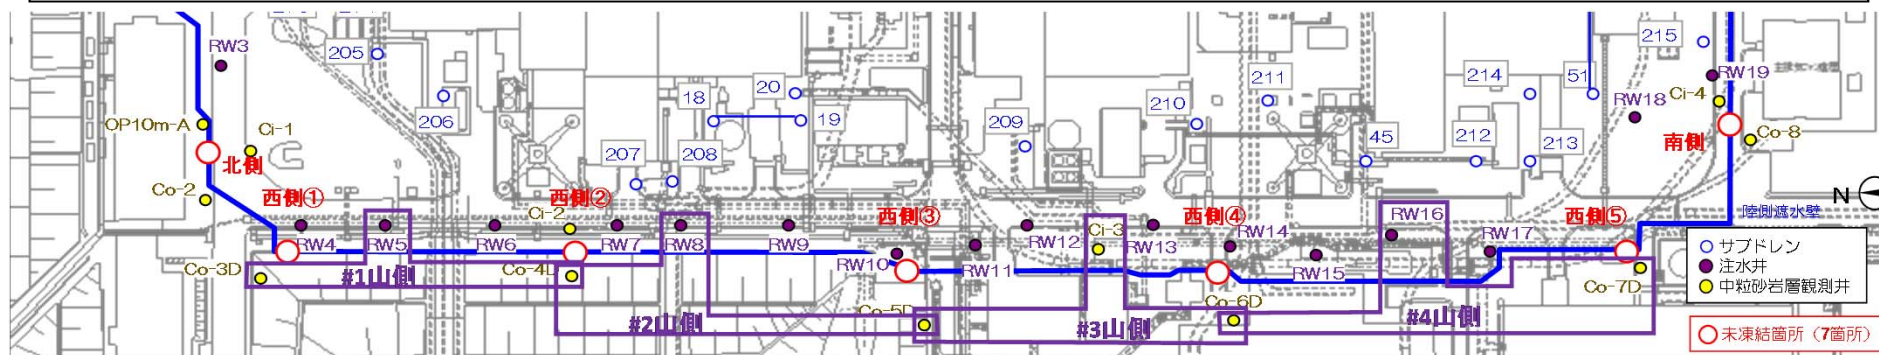 205
206
215
RW3
OP10m-A
Ci-1
北側
Co-2
西側①
18
20
19
207
208
西側②
Ci-2
209
210
211
西側③
西側④
45
212
214
213
51
RW18
RW19
Ci-4
南側
Co-8
西側⑤
N
陸側遮水壁
RW4
RW5
RW6
RW7
RW8
RW9
RW10
RW11
RW12
Ci-3
RW13
RW14
RW15
RW16
RW17
Co-3D
#1山側
Co-4D
#2山側
Co-5D
#3山側
Co-6D
#4山側
Co-7D
サブドレン
注水井
中粒砂岩層観測井
未凍結箇所（7箇所）